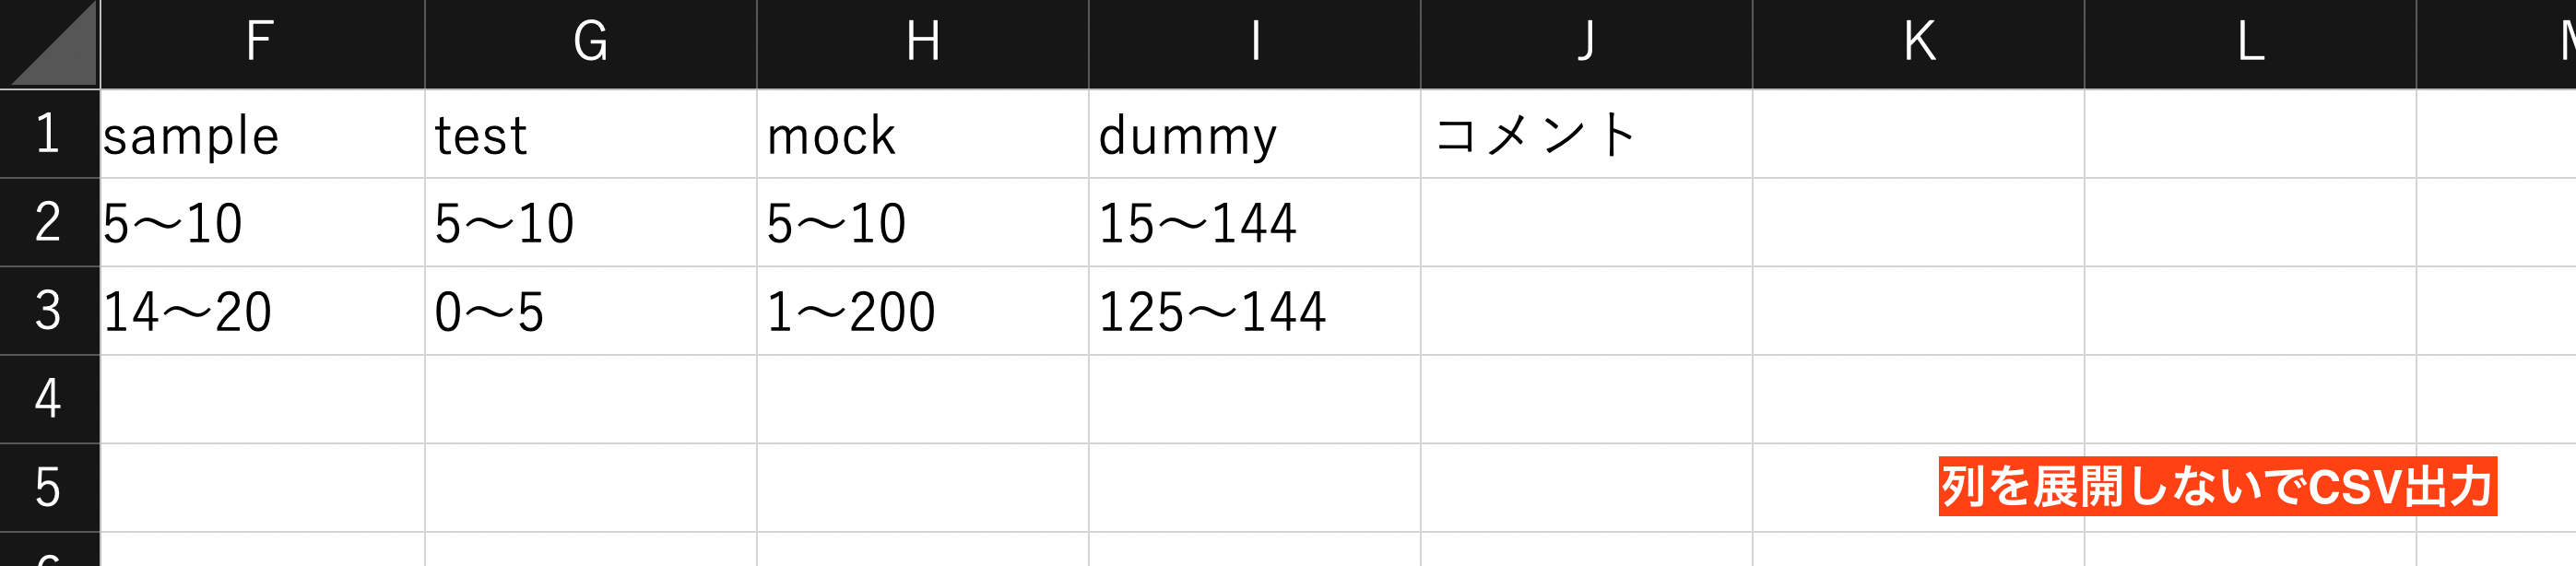 F G H I J K L
1 sample test mock dummy コメント
2 5～10 5～10 5～10 15～144
3 14～20 0～5 1～200 125～144
4
5 列を展開しないでCSV出力